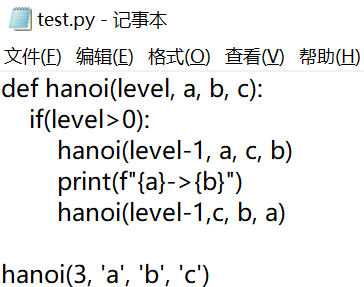 test.py - 记事本
文件(F) 编辑(E) 格式(O) 查看(V) 帮助(H)
def hanoi(level, a, b, c):
    if(level>0):
        hanoi(level-1, a, c, b)
        print(f"{a}->{b}")
        hanoi(level-1,c, b, a)

hanoi(3, 'a', 'b', 'c')